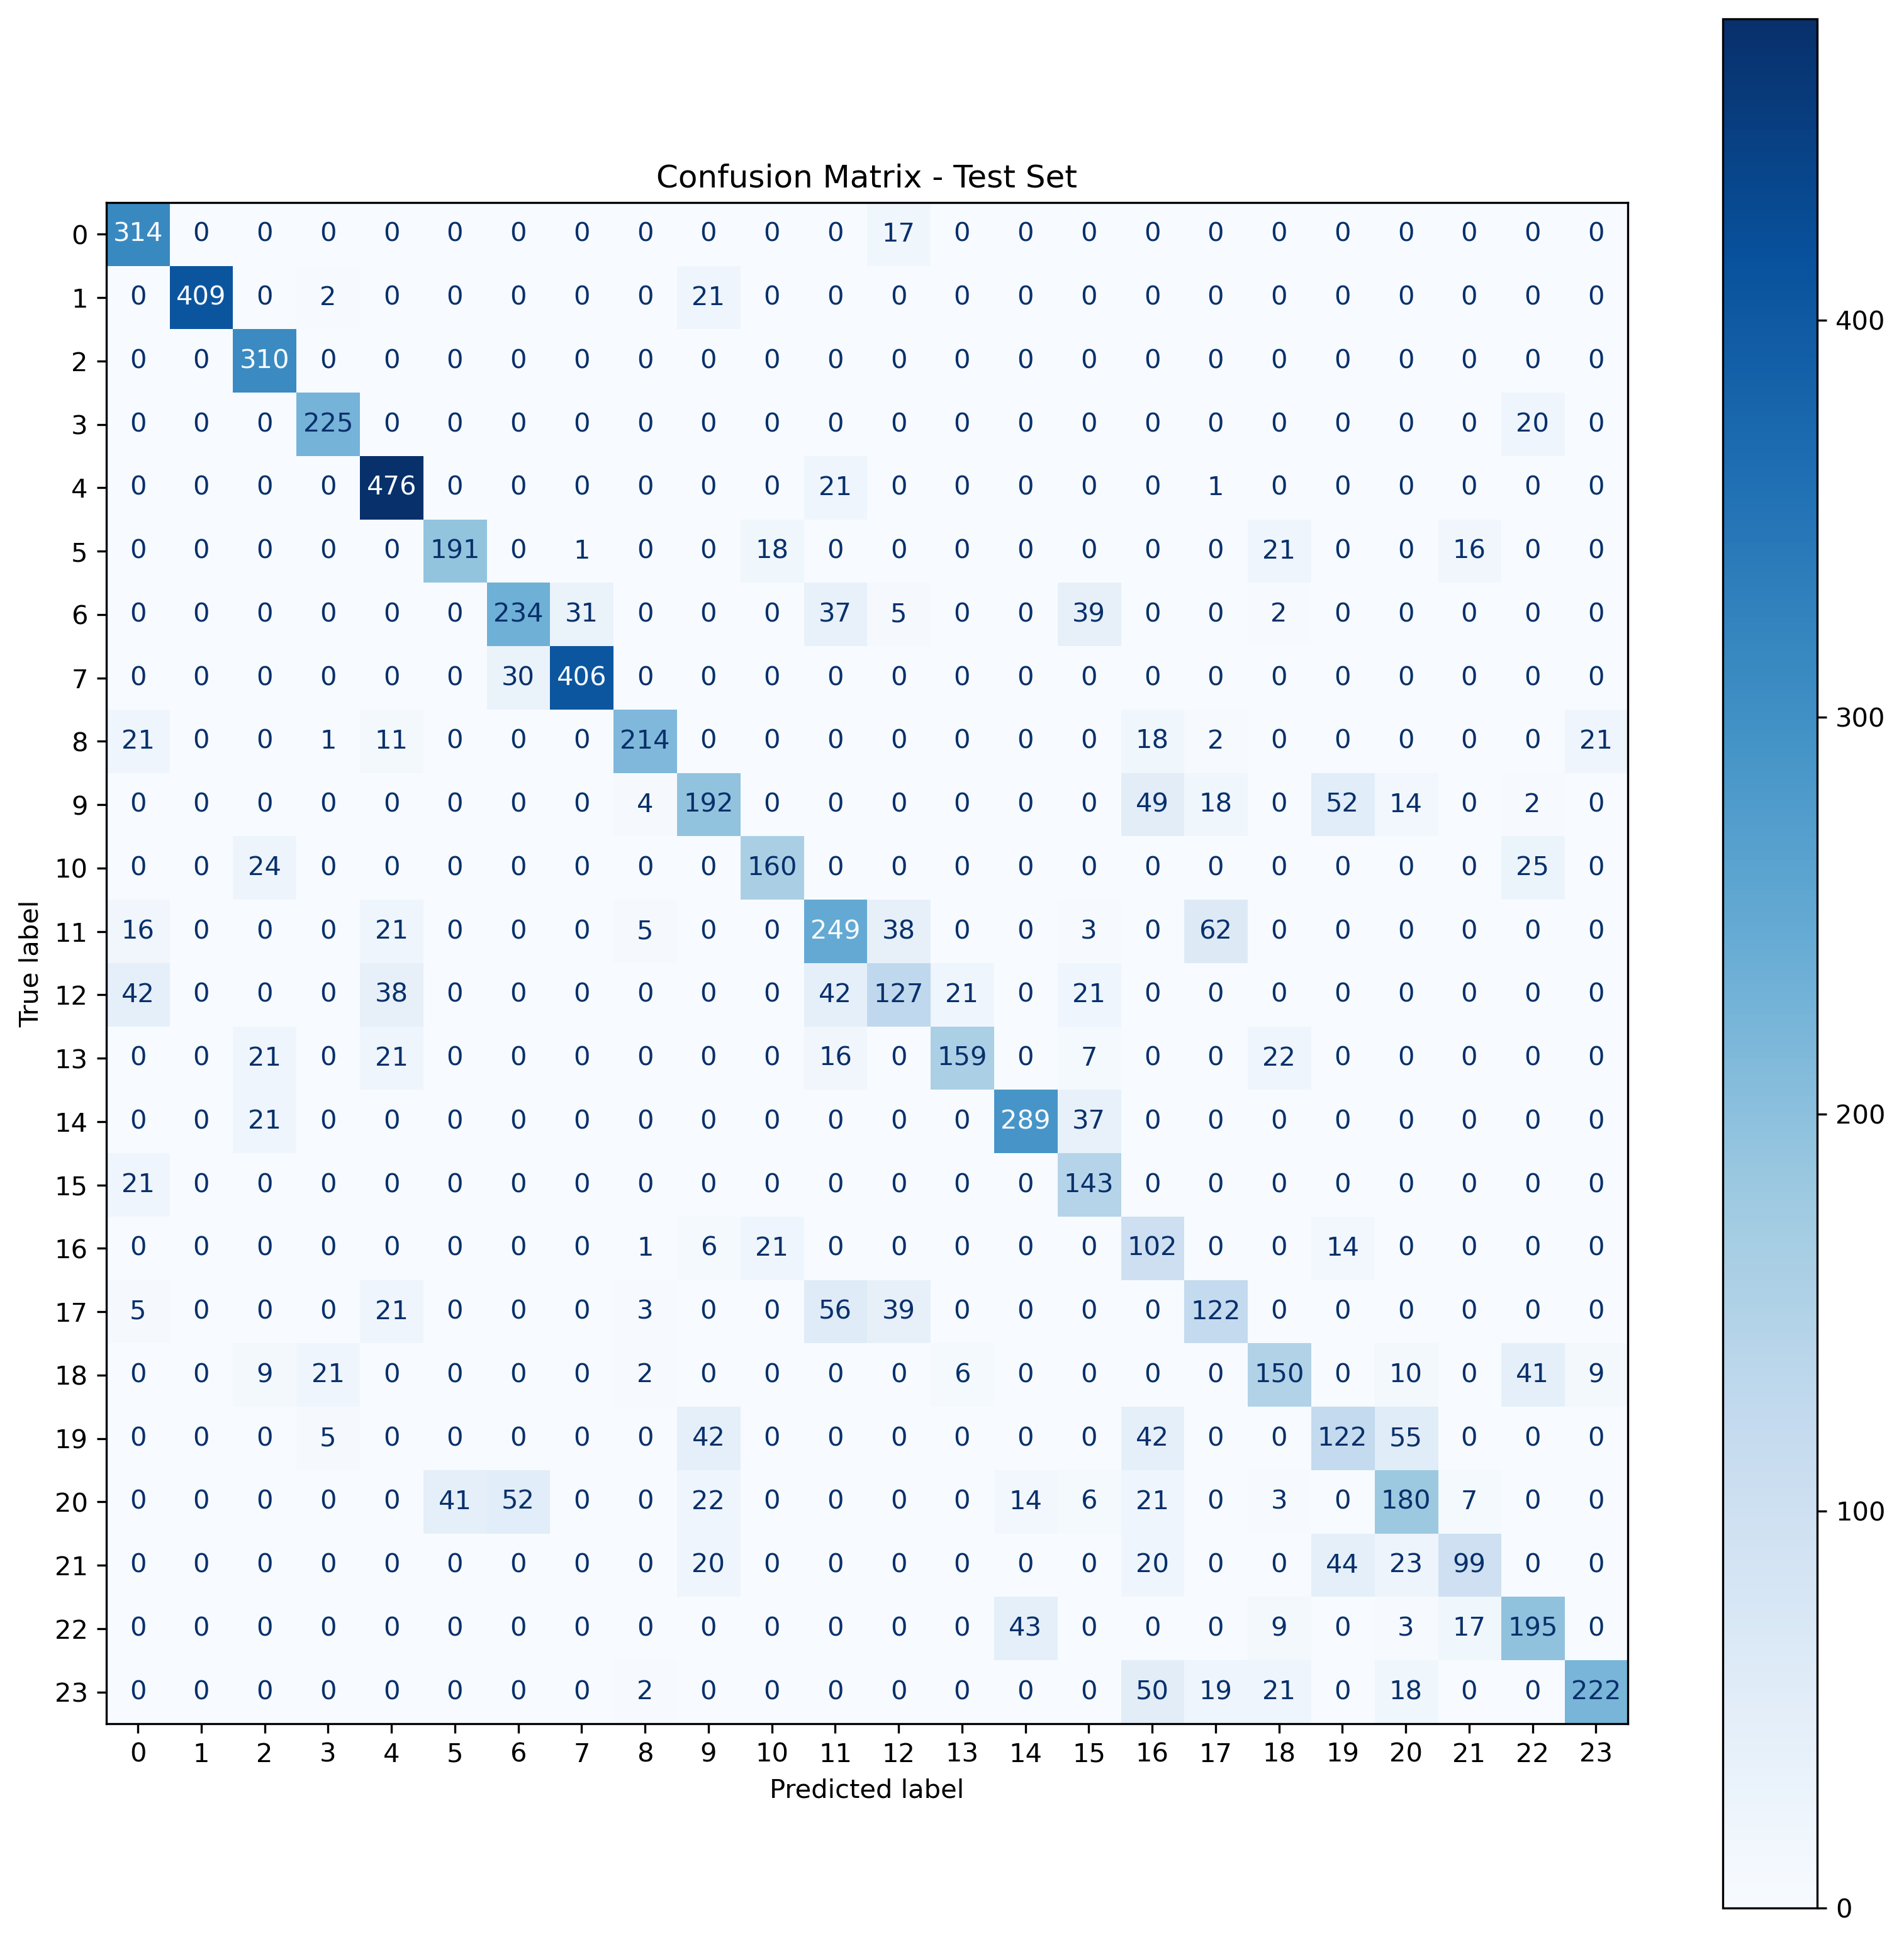 Confusion Matrix - Test Set
0 314 0 0 0 0 0 0 0 0 0 0 0 17 0 0 0 0 0 0 0 0 0 0 0
1 0 409 0 2 0 0 0 0 0 21 0 0 0 0 0 0 0 0 0 0 0 0 0 0
2 0 0 310 0 0 0 0 0 0 0 0 0 0 0 0 0 0 0 0 0 0 0 0 0
3 0 0 0 225 0 0 0 0 0 0 0 0 0 0 0 0 0 0 0 0 0 0 20 0
4 0 0 0 0 476 0 0 0 0 0 0 21 0 0 0 0 0 1 0 0 0 0 0 0
5 0 0 0 0 0 191 0 1 0 0 18 0 0 0 0 0 0 0 21 0 0 16 0 0
6 0 0 0 0 0 0 234 31 0 0 0 37 5 0 0 39 0 0 2 0 0 0 0 0
7 0 0 0 0 0 0 30 406 0 0 0 0 0 0 0 0 0 0 0 0 0 0 0 0
8 21 0 0 1 11 0 0 0 214 0 0 0 0 0 0 0 18 2 0 0 0 0 0 21
9 0 0 0 0 0 0 0 0 4 192 0 0 0 0 0 0 49 18 0 52 14 0 2 0
10 0 0 24 0 0 0 0 0 0 0 160 0 0 0 0 0 0 0 0 0 0 0 25 0
11 16 0 0 0 21 0 0 0 5 0 0 249 38 0 0 3 0 62 0 0 0 0 0 0
12 42 0 0 0 38 0 0 0 0 0 0 42 127 21 0 21 0 0 0 0 0 0 0 0
13 0 0 21 0 21 0 0 0 0 0 0 16 0 159 0 7 0 0 22 0 0 0 0 0
14 0 0 21 0 0 0 0 0 0 0 0 0 0 0 289 37 0 0 0 0 0 0 0 0
15 21 0 0 0 0 0 0 0 0 0 0 0 0 0 0 143 0 0 0 0 0 0 0 0
16 0 0 0 0 0 0 0 0 1 6 21 0 0 0 0 0 102 0 0 14 0 0 0 0
17 5 0 0 0 21 0 0 0 3 0 0 56 39 0 0 0 0 122 0 0 0 0 0 0
18 0 0 9 21 0 0 0 0 2 0 0 0 0 6 0 0 0 0 150 0 10 0 41 9
19 0 0 0 5 0 0 0 0 0 42 0 0 0 0 0 0 42 0 0 122 55 0 0 0
20 0 0 0 0 0 41 52 0 0 22 0 0 0 0 14 6 21 0 3 0 180 7 0 0
21 0 0 0 0 0 0 0 0 0 20 0 0 0 0 0 0 20 0 0 44 23 99 0 0
22 0 0 0 0 0 0 0 0 0 0 0 0 0 0 43 0 0 0 9 0 3 17 195 0
23 0 0 0 0 0 0 0 0 2 0 0 0 0 0 0 0 50 19 21 0 18 0 0 222
0 1 2 3 4 5 6 7 8 9 10 11 12 13 14 15 16 17 18 19 20 21 22 23
Predicted label
True label
400
300
200
100
0